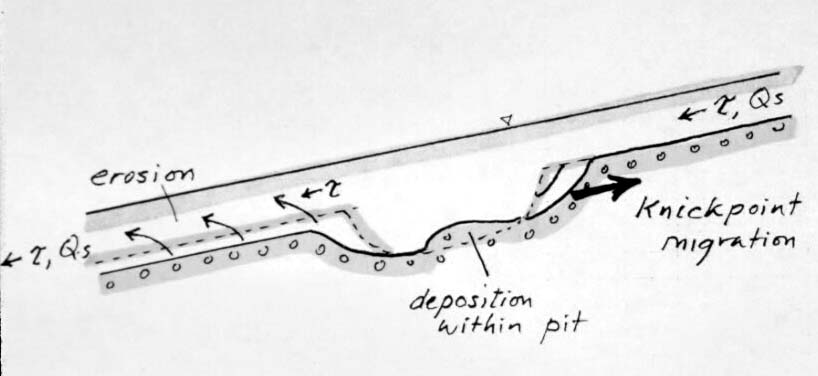 ← τ, Qs
erosion
← τ
Knickpoint
migration
← τ, Qs
deposition
within pit